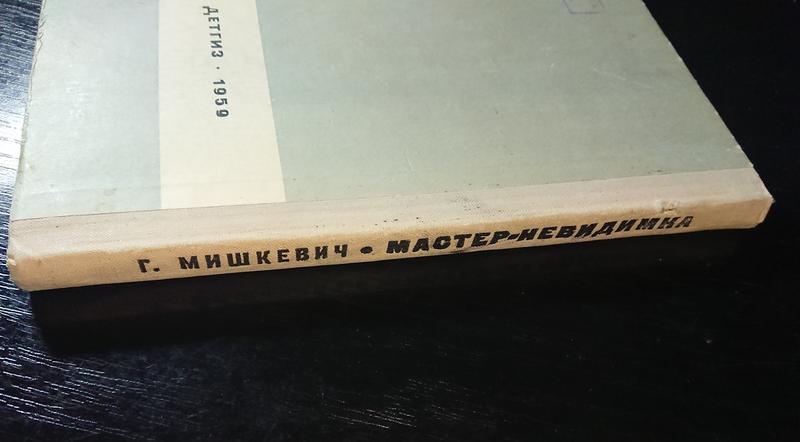 ДЕТГИЗ · 1959
Г. МИШКЕВИЧ • МАСТЕР-НЕВИДИМКА